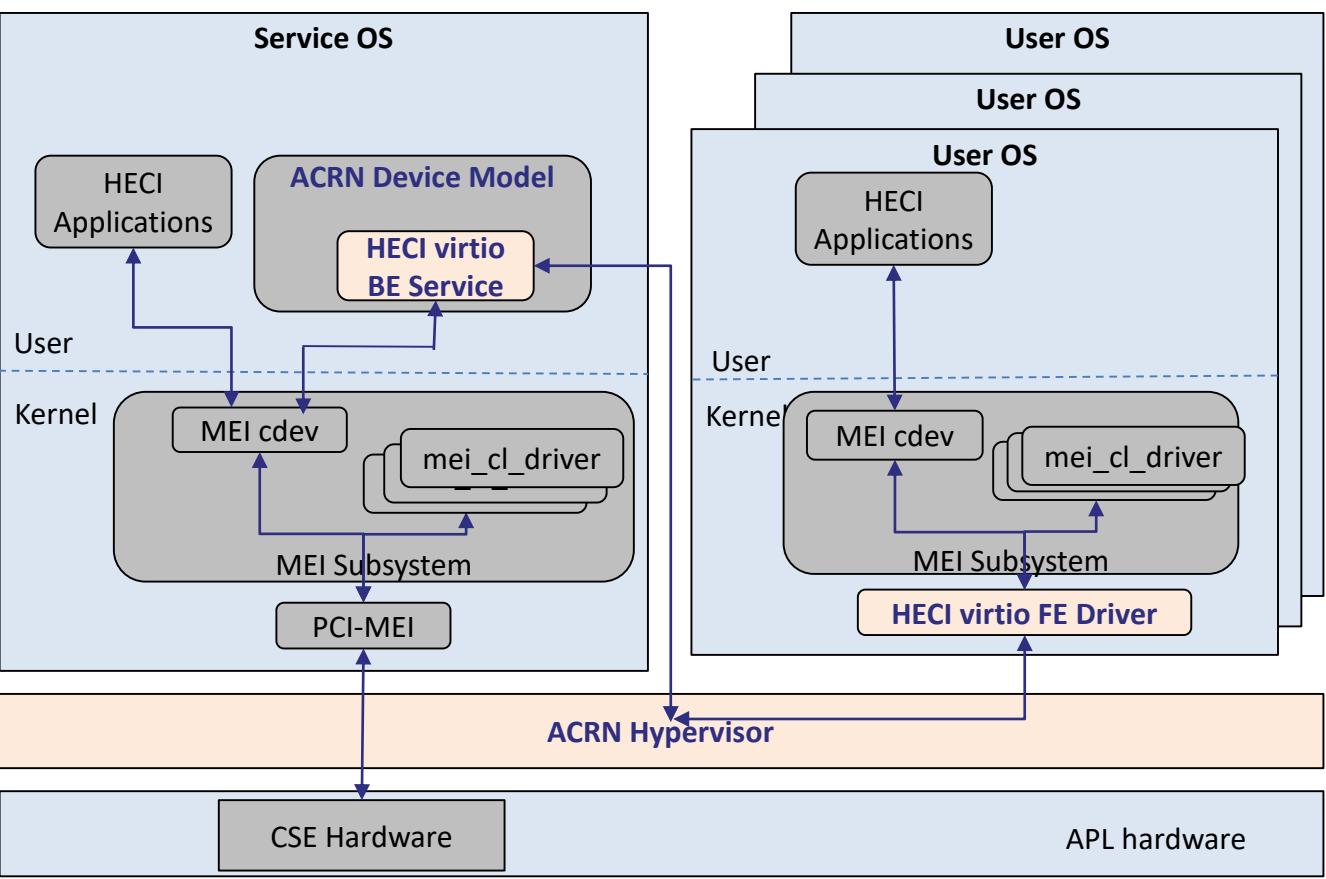 Service OS
HECI
Applications
ACRN Device Model
HECI virtio
BE Service
User
Kernel
MEI cdev
mei_cl_driver
MEI Subsystem
PCI-MEI
User OS
User OS
User OS
HECI
Applications
User
Kerne
MEI cdev
mei_cl_driver
MEI Subsystem
HECI virtio FE Driver
ACRN Hypervisor
CSE Hardware
APL hardware